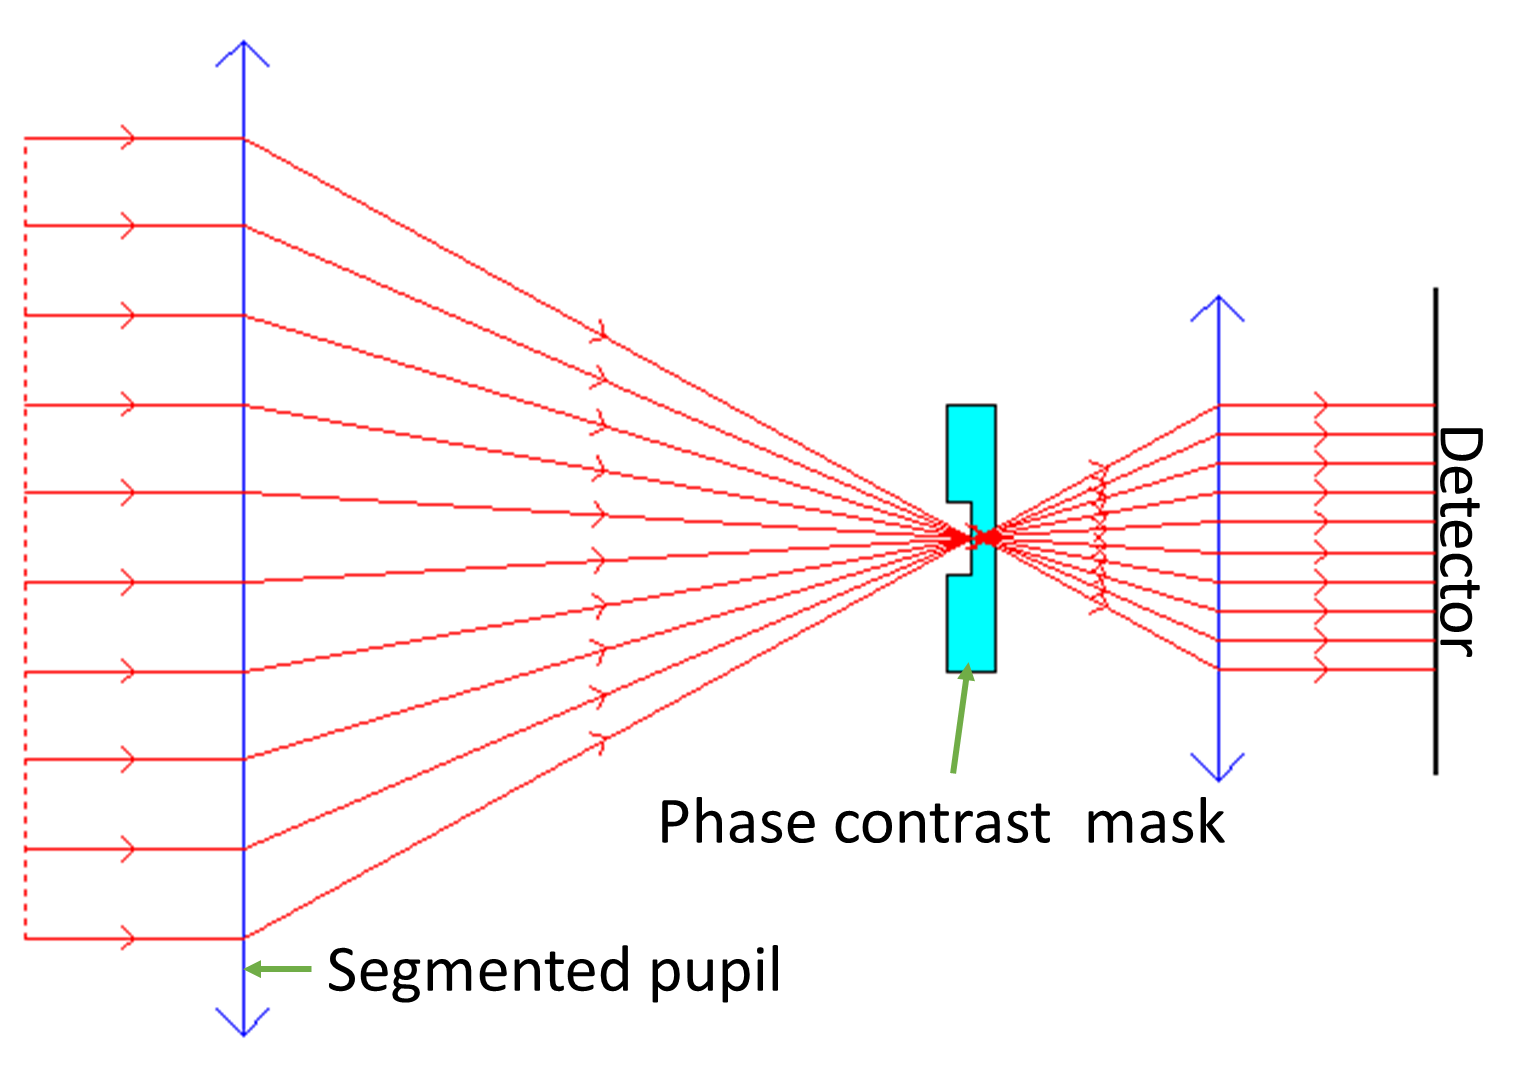 Detector
Phase contrast mask
Segmented pupil